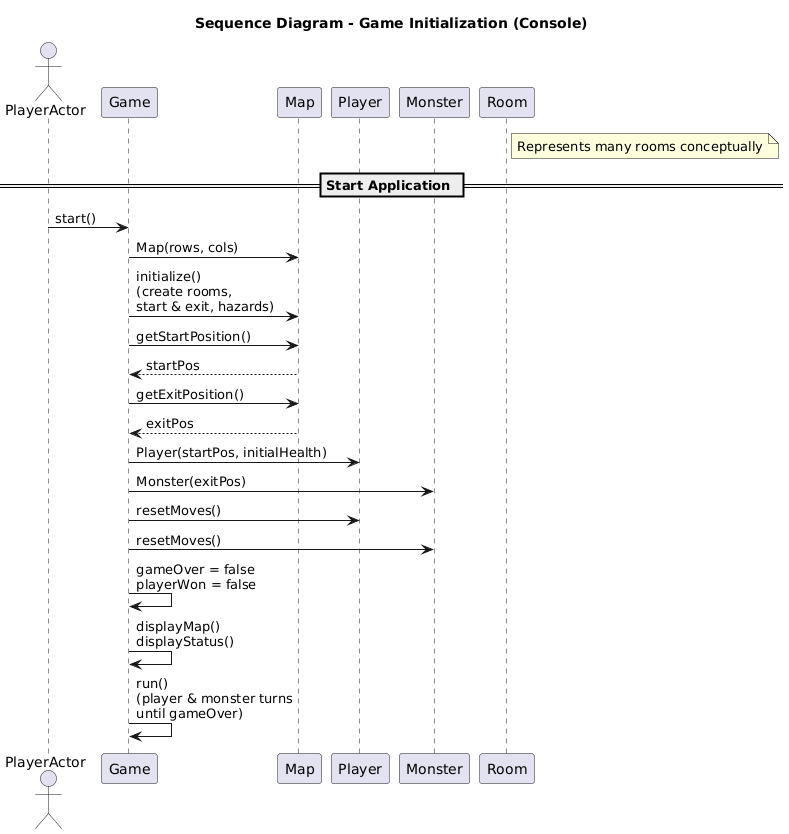 Sequence Diagram - Game Initialization (Console)
PlayerActor
Game
Map
Player
Monster
Room
Represents many rooms conceptually
Start Application
start()
Map(rows, cols)
initialize()
(create rooms,
start & exit, hazards)
getStartPosition()
startPos
getExitPosition()
exitPos
Player(startPos, initialHealth)
Monster(exitPos)
resetMoves()
resetMoves()
gameOver = false
playerWon = false
displayMap()
displayStatus()
run()
(player & monster turns
until gameOver)
PlayerActor
Game
Map
Player
Monster
Room